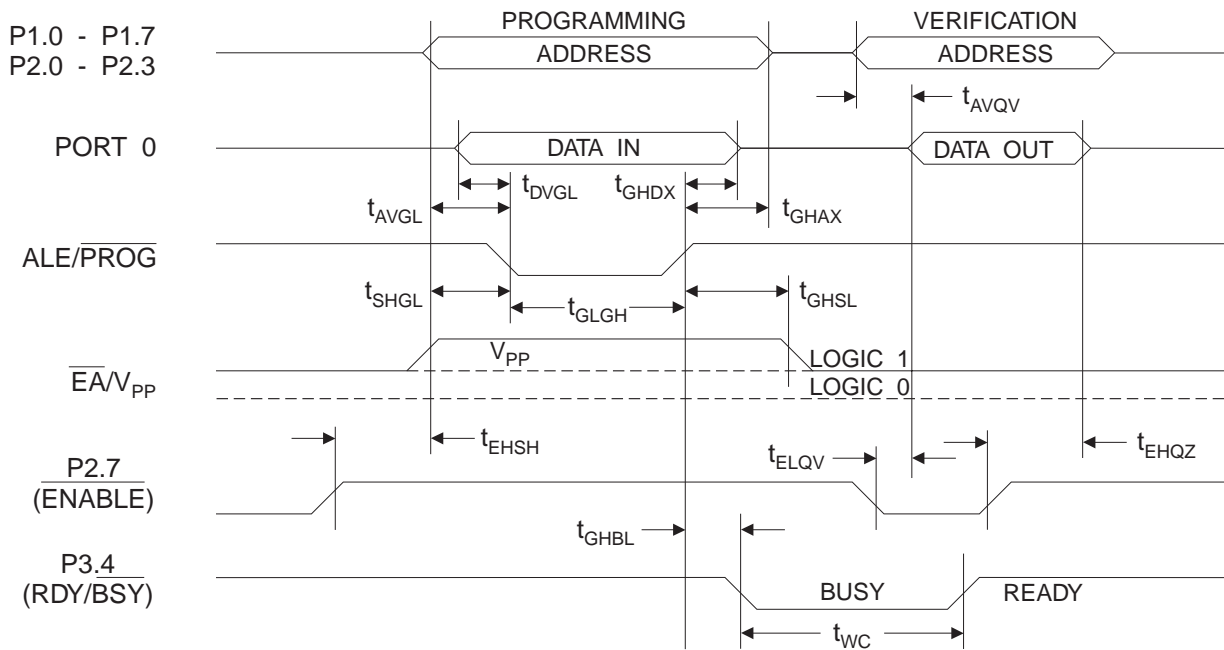 PROGRAMMING
VERIFICATION
P1.0 - P1.7
P2.0 - P2.3
ADDRESS
ADDRESS
tAVQV
PORT 0
DATA IN
DATA OUT
tDVGL
tGHDX
tAVGL
tGHAX
ALE/PROG
tSHGL
tGLGH
tGHSL
VPP
LOGIC 1
EA/VPP
LOGIC 0
tEHSH
tELQV
tEHQZ
P2.7
(ENABLE)
tGHBL
P3.4
(RDY/BSY)
BUSY
READY
tWC